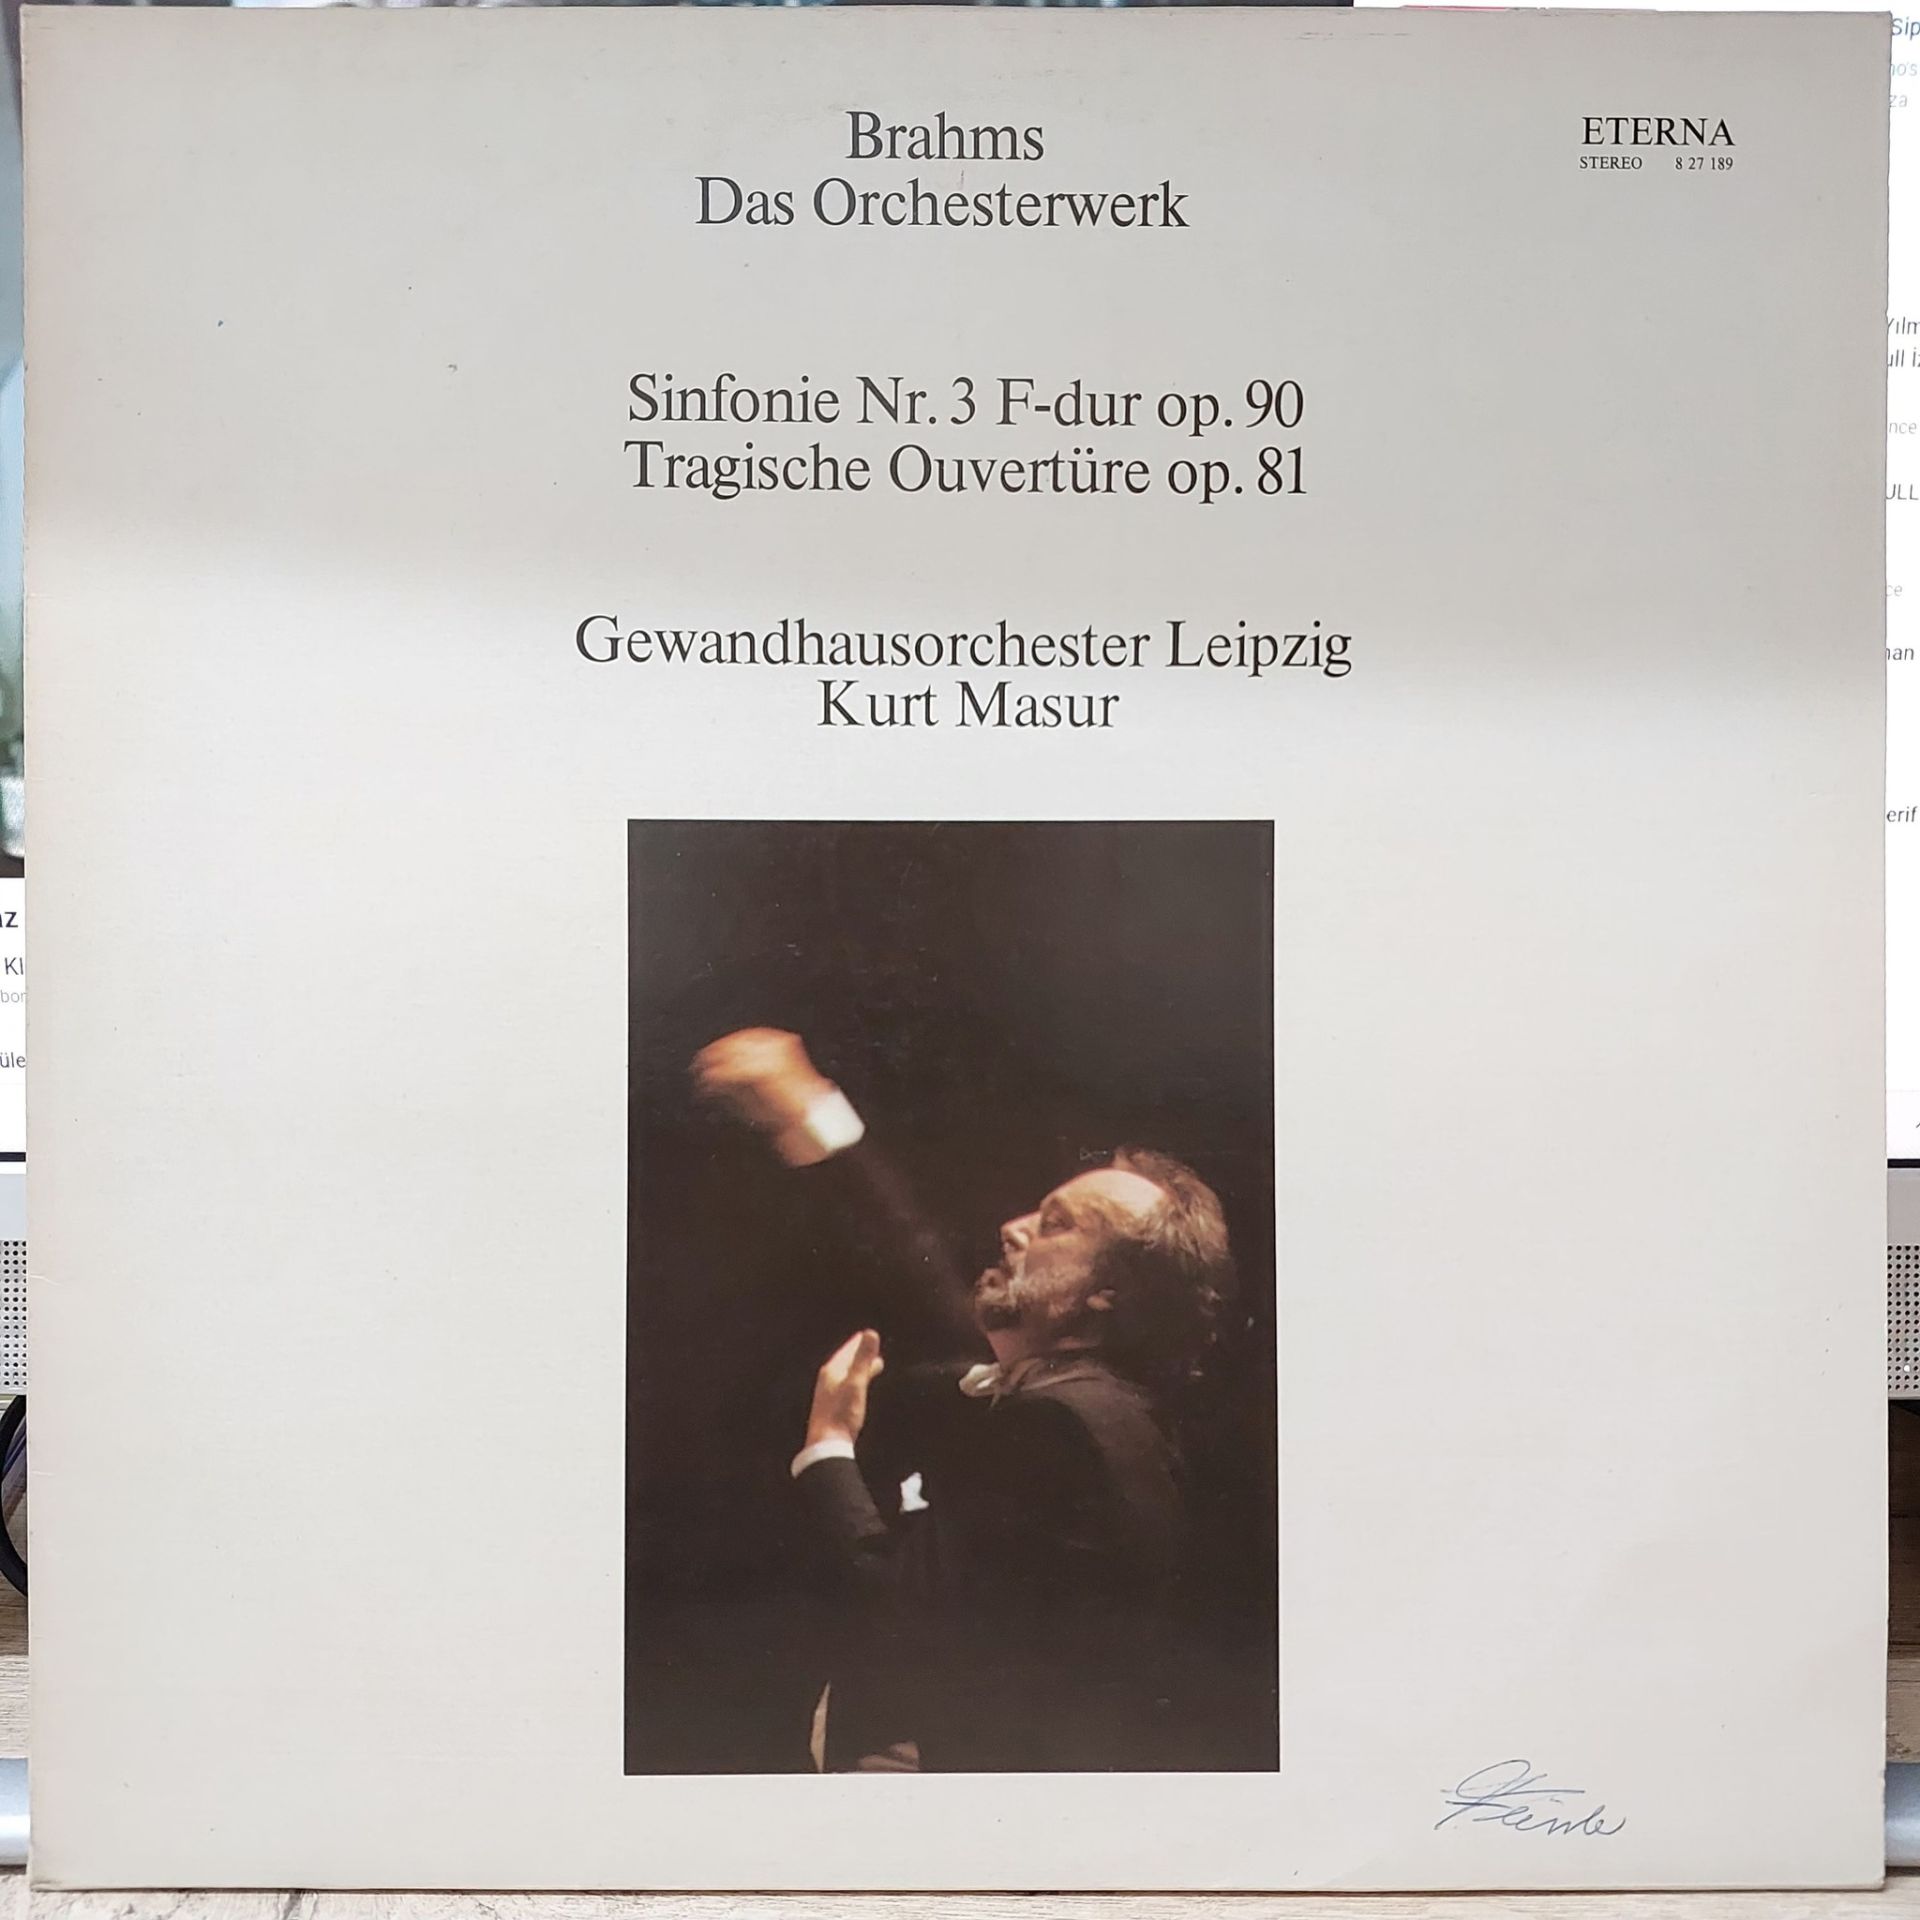 Brahms
Das Orchesterwerk
ETERNA
STEREO 8 27 189
Sinfonie Nr. 3 F-dur op. 90
Tragische Ouvertüre op. 81
Gewandhausorchester Leipzig
Kurt Masur